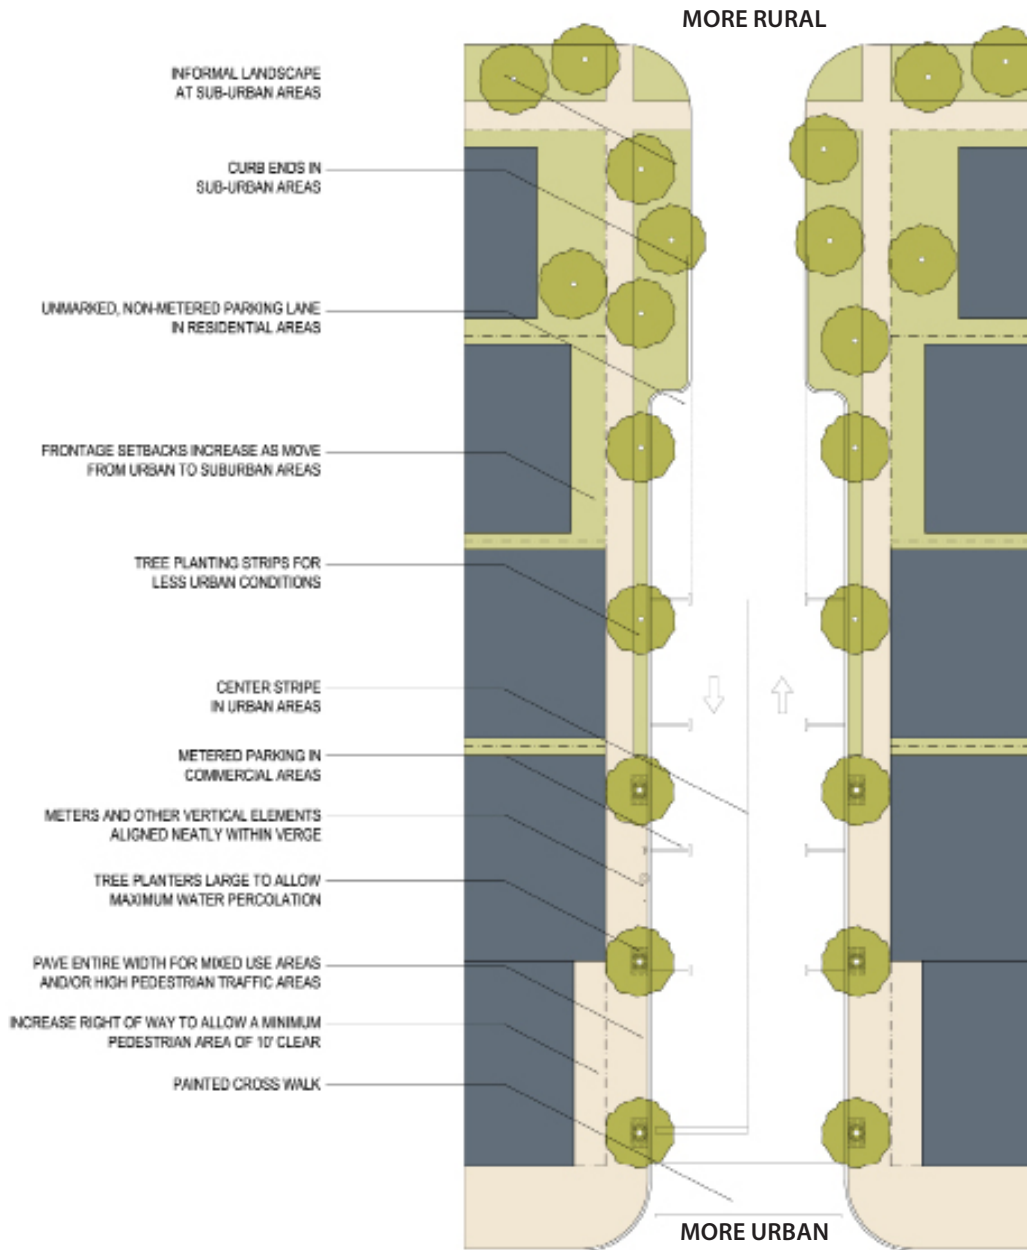 MORE RURAL
INFORMAL LANDSCAPE
AT SUB-URBAN AREAS
CURB ENDS IN
SUB-URBAN AREAS
UNMARKED, NON-METERED PARKING LANE
IN RESIDENTIAL AREAS
FRONTAGE SETBACKS INCREASE AS MOVE
FROM URBAN TO SUBURBAN AREAS
TREE PLANTING STRIPS FOR
LESS URBAN CONDITIONS
CENTER STRIPE
IN URBAN AREAS
METERED PARKING IN
COMMERCIAL AREAS
METERS AND OTHER VERTICAL ELEMENTS
ALIGNED NEATLY WITHIN VERGE
TREE PLANTERS LARGE TO ALLOW
MAXIMUM WATER PERCOLATION
PAVE ENTIRE WIDTH FOR MIXED USE AREAS
AND/OR HIGH PEDESTRIAN TRAFFIC AREAS
INCREASE RIGHT OF WAY TO ALLOW A MINIMUM
PEDESTRIAN AREA OF 10' CLEAR
PAINTED CROSS WALK
MORE URBAN